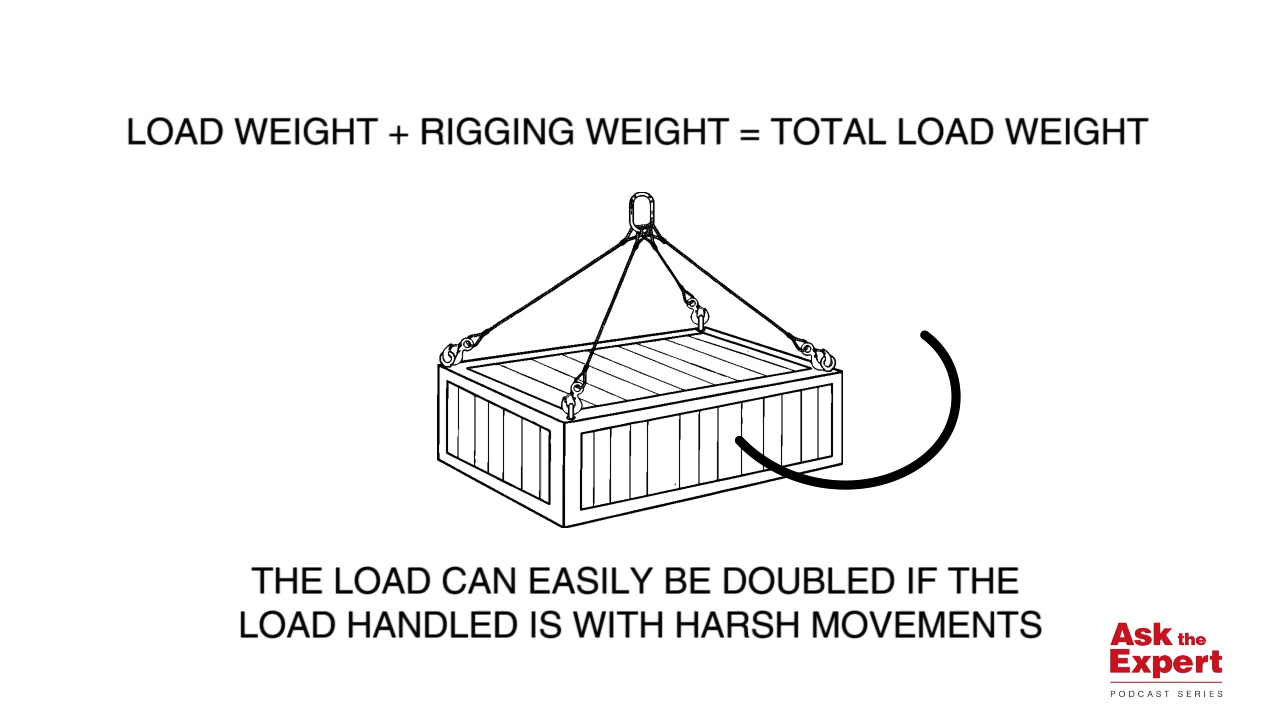 LOAD WEIGHT + RIGGING WEIGHT = TOTAL LOAD WEIGHT
THE LOAD CAN EASILY BE DOUBLED IF THE
LOAD HANDLED IS WITH HARSH MOVEMENTS
Ask the
Expert
PODCAST SERIES